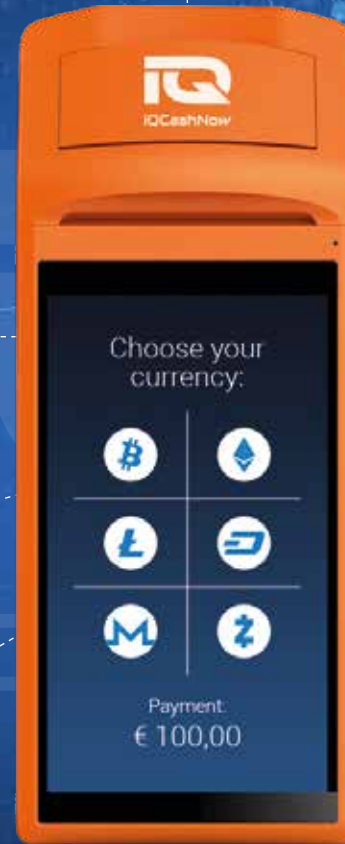 IQ
iQCashNow
Choose your
currency:
Payment:
€ 100,00